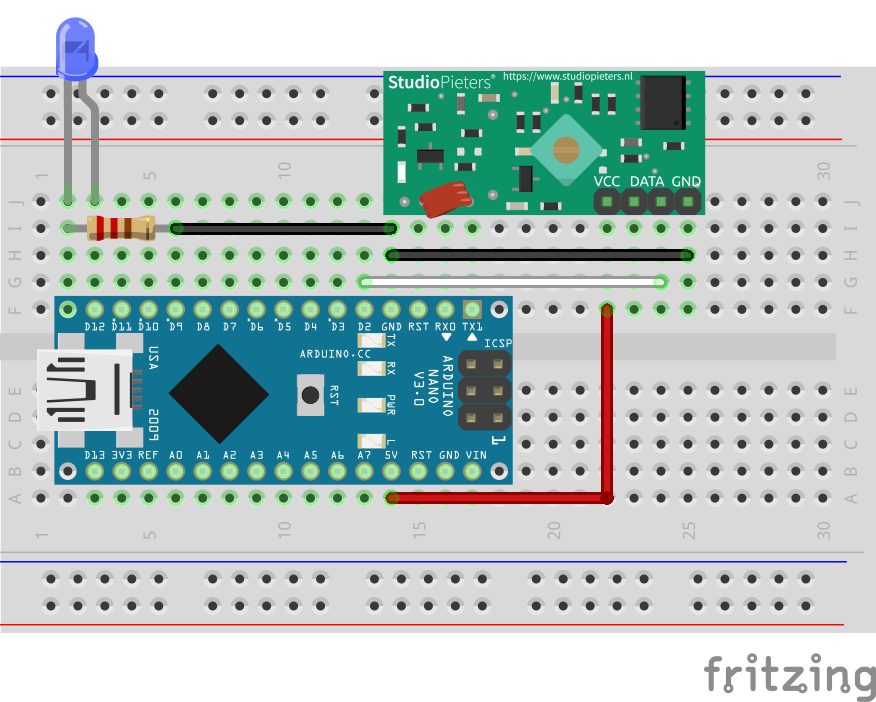 StudioPieters® https://www.studiopieters.nl
1 5 10 30
VCC DATA GND
J J
I I
H H
G G
F F
D12 D11 D10 D9 D8 D7 D6 D5 D4 D3 D2 GND RST RX0 TX1
ICSP
ARDUINO.CC
TX
RX
PWR
L
RST
USA
2009
ARDUINO
NANO
V3.0
1
E E
D D
C C
B B
A A
D13 3V3 REF A0 A1 A2 A3 A4 A5 A6 A7 5V RST GND VIN
1 5 10 15 20 25 30
fritzing